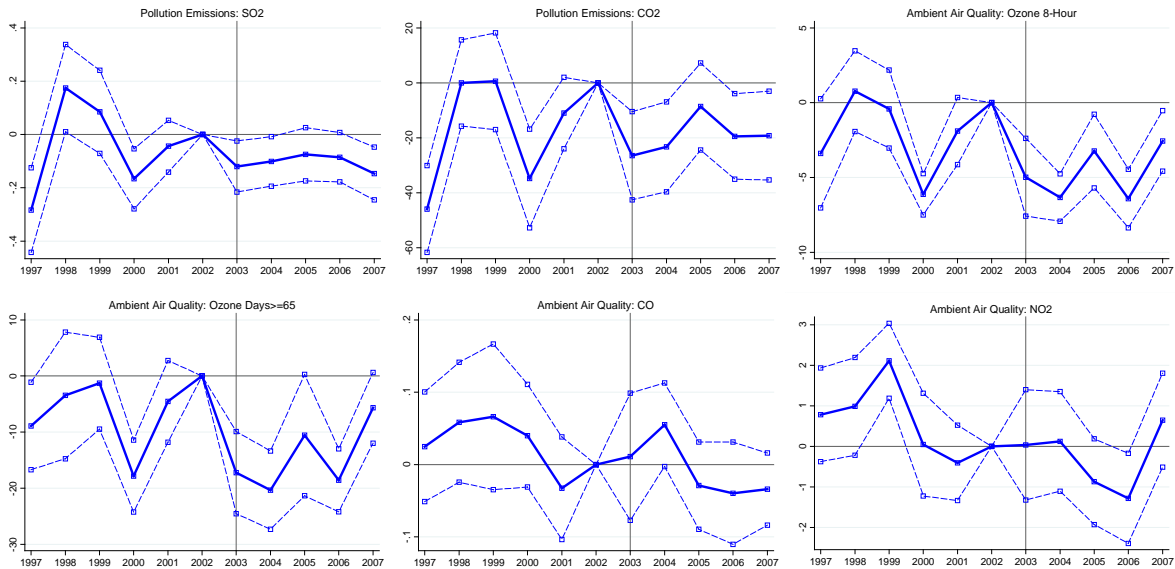 Pollution Emissions: SO2
.4
.2
0
-.2
-.4
1997 1998 1999 2000 2001 2002 2003 2004 2005 2006 2007
Pollution Emissions: CO2
20
0
-20
-40
-60
1997 1998 1999 2000 2001 2002 2003 2004 2005 2006 2007
Ambient Air Quality: Ozone 8-Hour
5
0
-5
-10
1997 1998 1999 2000 2001 2002 2003 2004 2005 2006 2007
Ambient Air Quality: Ozone Days>=65
10
0
-10
-20
-30
1997 1998 1999 2000 2001 2002 2003 2004 2005 2006 2007
Ambient Air Quality: CO
.2
.1
0
-.1
1997 1998 1999 2000 2001 2002 2003 2004 2005 2006 2007
Ambient Air Quality: NO2
3
2
1
0
-1
-2
1997 1998 1999 2000 2001 2002 2003 2004 2005 2006 2007